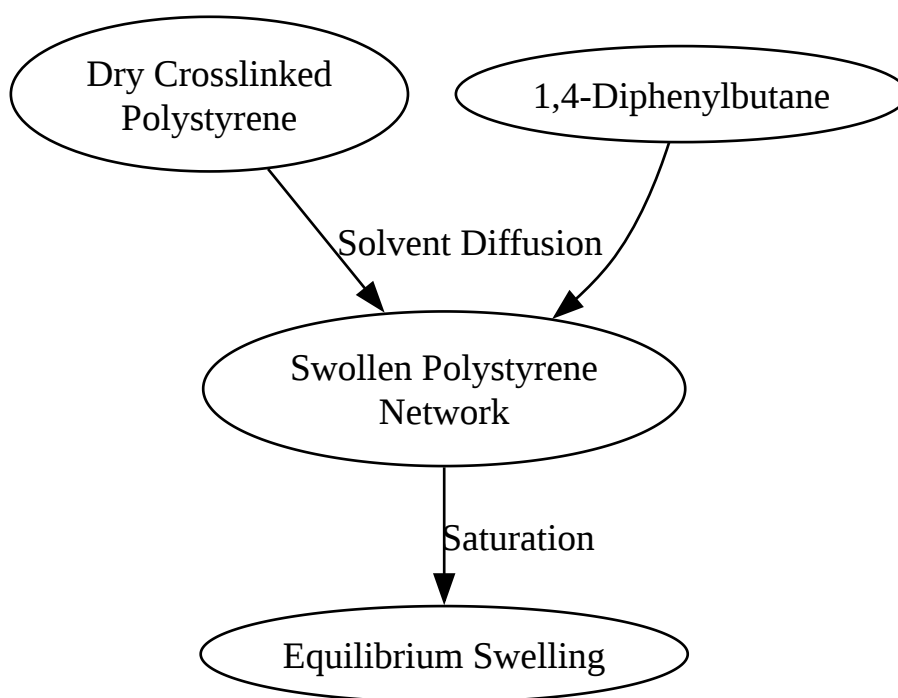 Dry Crosslinked
Polystyrene
1,4-Diphenylbutane
Solvent Diffusion
Swollen Polystyrene
Network
Saturation
Equilibrium Swelling